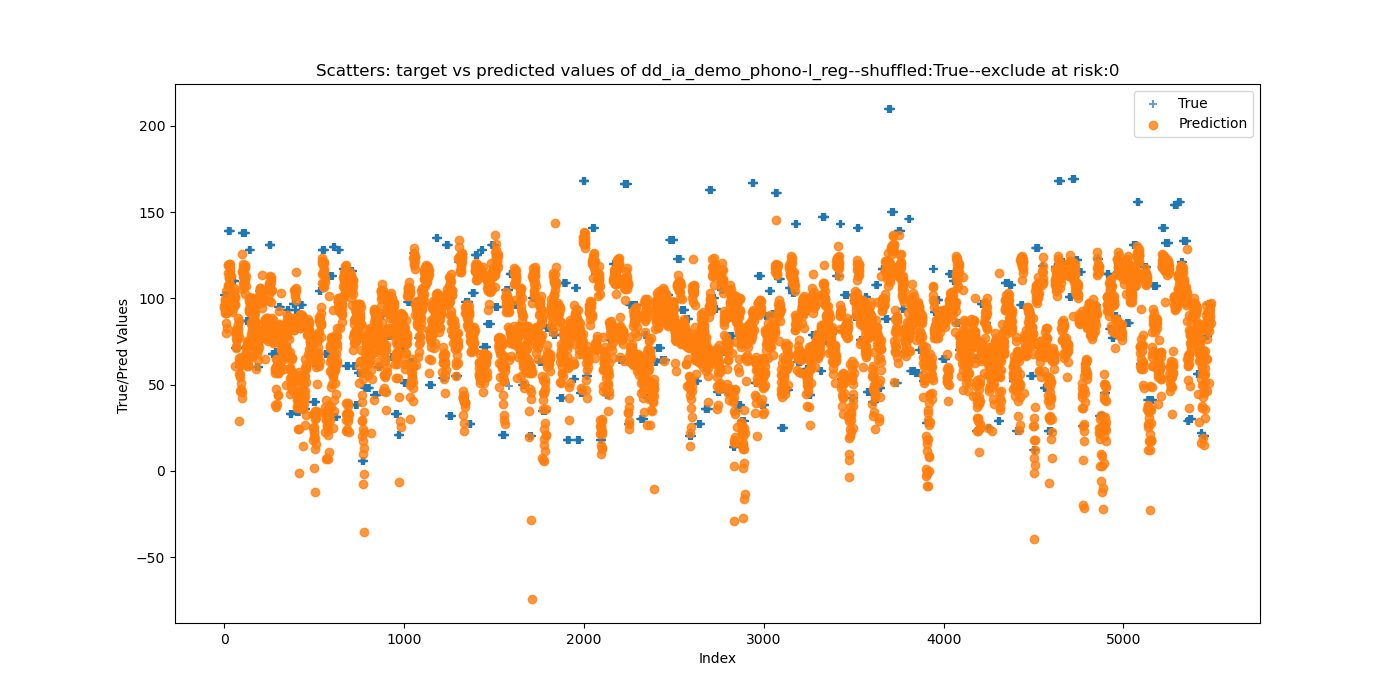 Scatters: target vs predicted values of dd_ia_demo_phono-l_reg--shuffled:True--exclude at risk:0
True
Prediction
200
150
100
50
0
−50
True/Pred Values
0 1000 2000 3000 4000 5000
Index